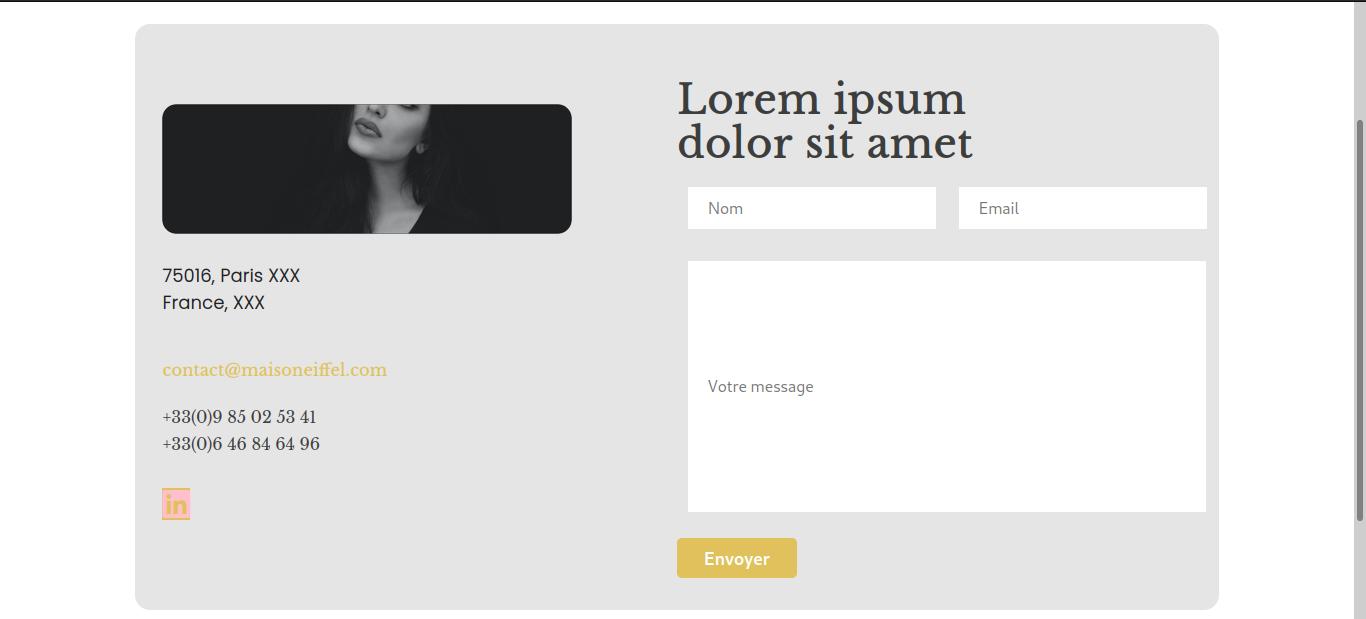 75016, Paris XXX
France, XXX
contact@maisoneiffel.com
+33(0)9 85 02 53 41
+33(0)6 46 84 64 96
in
Lorem ipsum
dolor sit amet
Nom
Email
Votre message
Envoyer